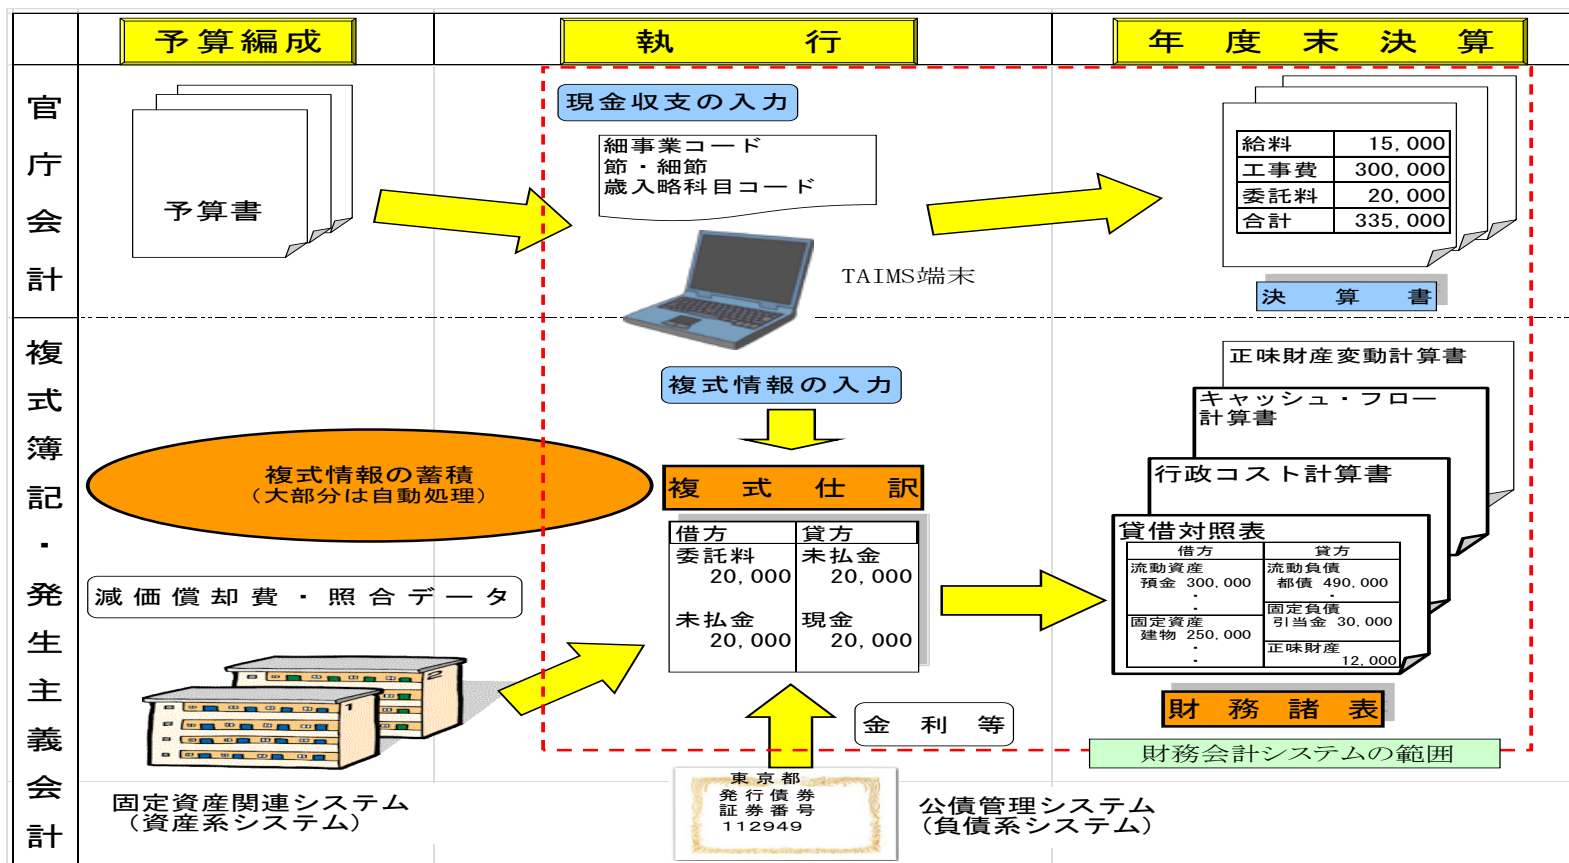 予算編成
執行
年度末決算
官庁会計
予算書
現金収支の入力
細事業コード
節・細節
歳入略科目コード
TAIMS端末
給料 15,000
工事費 300,000
委託料 20,000
合計 335,000
決算書
複式簿記・発生主義会計
複式情報の入力
複式情報の蓄積
(大部分は自動処理)
複式仕訳
借方 貸方
委託料 未払金
20,000 20,000
未払金 現金
20,000 20,000
減価償却費・照合データ
固定資産関連システム
(資産系システム)
金利等
東京都
発行債券
証券番号
112949
公債管理システム
(負債系システム)
正味財産変動計算書
キャッシュ・フロー
計算書
行政コスト計算書
貸借対照表
借方 貸方
流動資産 流動負債
預金 300,000 都債 490,000
・ ・
・ 固定負債
固定資産 引当金 30,000
建物 250,000
・ 正味財産
・ 12,000
財務諸表
財務会計システムの範囲